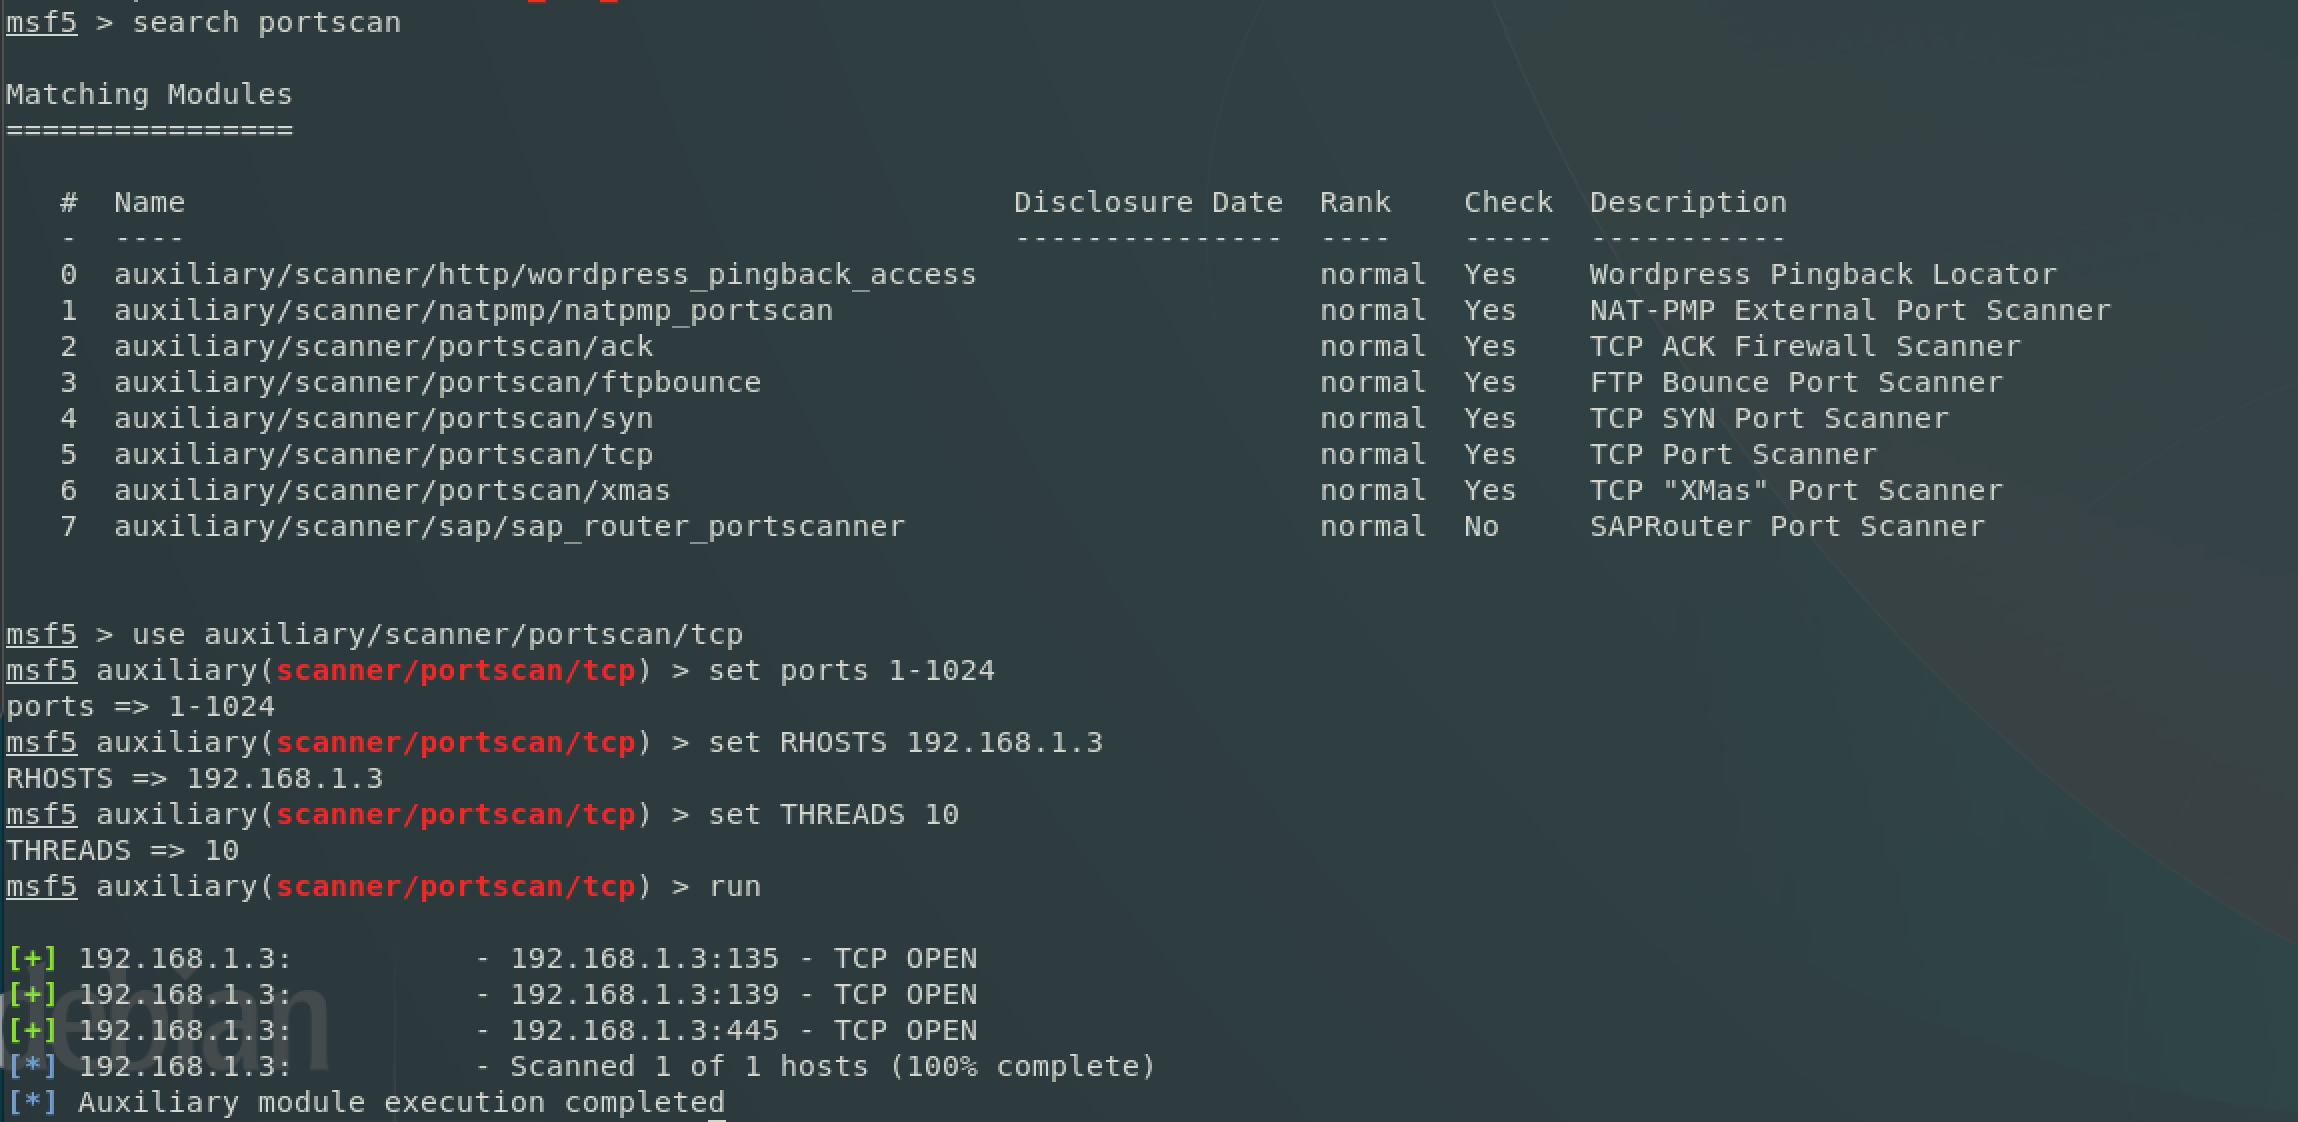 msf5 > search portscan
Matching Modules
================
#  Name                                              Disclosure Date  Rank    Check  Description
-  ----                                              ---------------  ----    -----  -----------
0  auxiliary/scanner/http/wordpress_pingback_access                   normal  Yes    Wordpress Pingback Locator
1  auxiliary/scanner/natpmp/natpmp_portscan                           normal  Yes    NAT-PMP External Port Scanner
2  auxiliary/scanner/portscan/ack                                     normal  Yes    TCP ACK Firewall Scanner
3  auxiliary/scanner/portscan/ftpbounce                               normal  Yes    FTP Bounce Port Scanner
4  auxiliary/scanner/portscan/syn                                     normal  Yes    TCP SYN Port Scanner
5  auxiliary/scanner/portscan/tcp                                     normal  Yes    TCP Port Scanner
6  auxiliary/scanner/portscan/xmas                                    normal  Yes    TCP "XMas" Port Scanner
7  auxiliary/scanner/sap/sap_router_portscanner                       normal  No     SAPRouter Port Scanner
msf5 > use auxiliary/scanner/portscan/tcp
msf5 auxiliary(scanner/portscan/tcp) > set ports 1-1024
ports => 1-1024
msf5 auxiliary(scanner/portscan/tcp) > set RHOSTS 192.168.1.3
RHOSTS => 192.168.1.3
msf5 auxiliary(scanner/portscan/tcp) > set THREADS 10
THREADS => 10
msf5 auxiliary(scanner/portscan/tcp) > run
[+] 192.168.1.3:          - 192.168.1.3:135 - TCP OPEN
[+] 192.168.1.3:          - 192.168.1.3:139 - TCP OPEN
[+] 192.168.1.3:          - 192.168.1.3:445 - TCP OPEN
debian
[*] 192.168.1.3:          - Scanned 1 of 1 hosts (100% complete)
[*] Auxiliary module execution completed